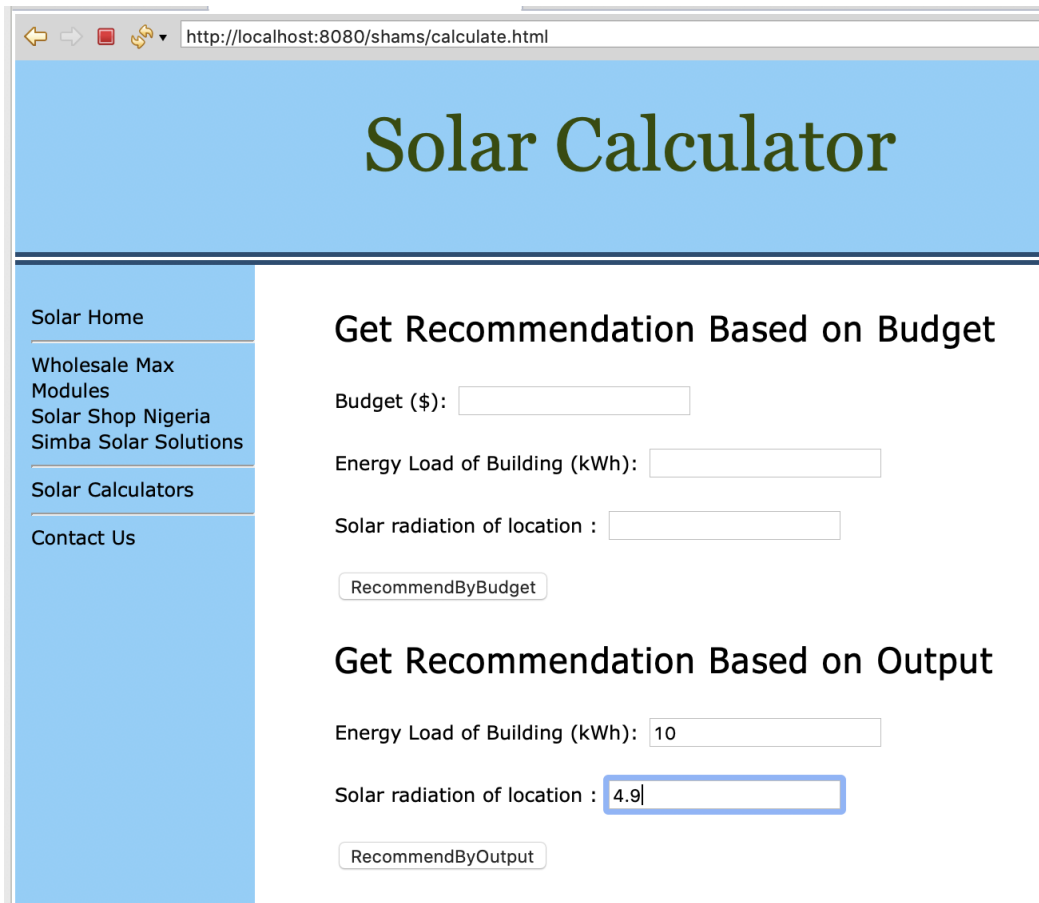 http://localhost:8080/shams/calculate.html
Solar Calculator
Solar Home
Wholesale Max
Modules
Solar Shop Nigeria
Simba Solar Solutions
Solar Calculators
Contact Us
Get Recommendation Based on Budget
Budget ($):
Energy Load of Building (kWh):
Solar radiation of location :
RecommendByBudget
Get Recommendation Based on Output
Energy Load of Building (kWh): 10
Solar radiation of location : 4.9
RecommendByOutput